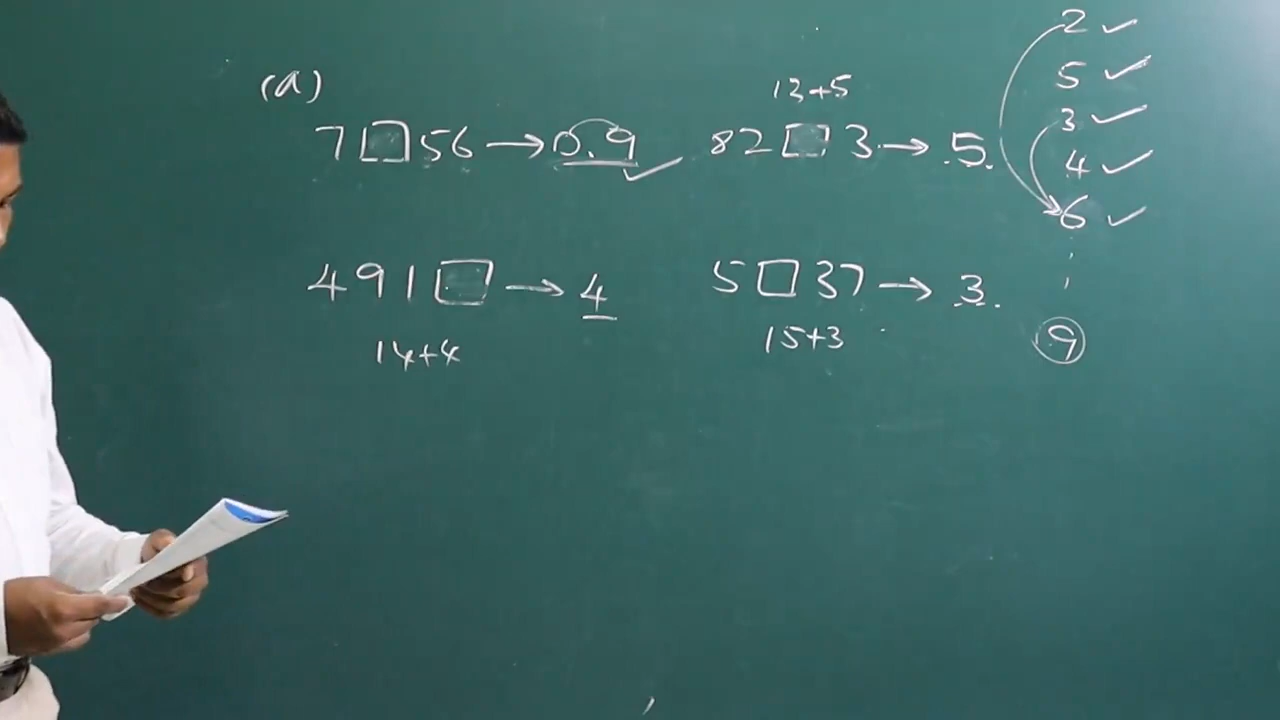 (a)
7□56 → 0.9 ✓
491□ → 4
14+4
13+5
82□3 → 5
5□37 → 3
15+3
2 ✓
5 ✓
3 ✓
4 ✓
6 ✓
9